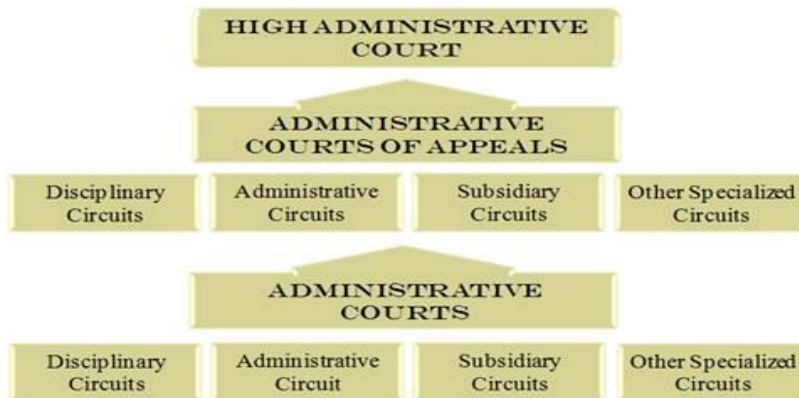 HIGH ADMINISTRATIVE
COURT
ADMINISTRATIVE
COURTS OF APPEALS
Disciplinary
Circuits
Administrative
Circuits
Subsidiary
Circuits
Other Specialized
Circuits
ADMINISTRATIVE
COURTS
Disciplinary
Circuits
Administrative
Circuit
Subsidiary
Circuits
Other Specialized
Circuits